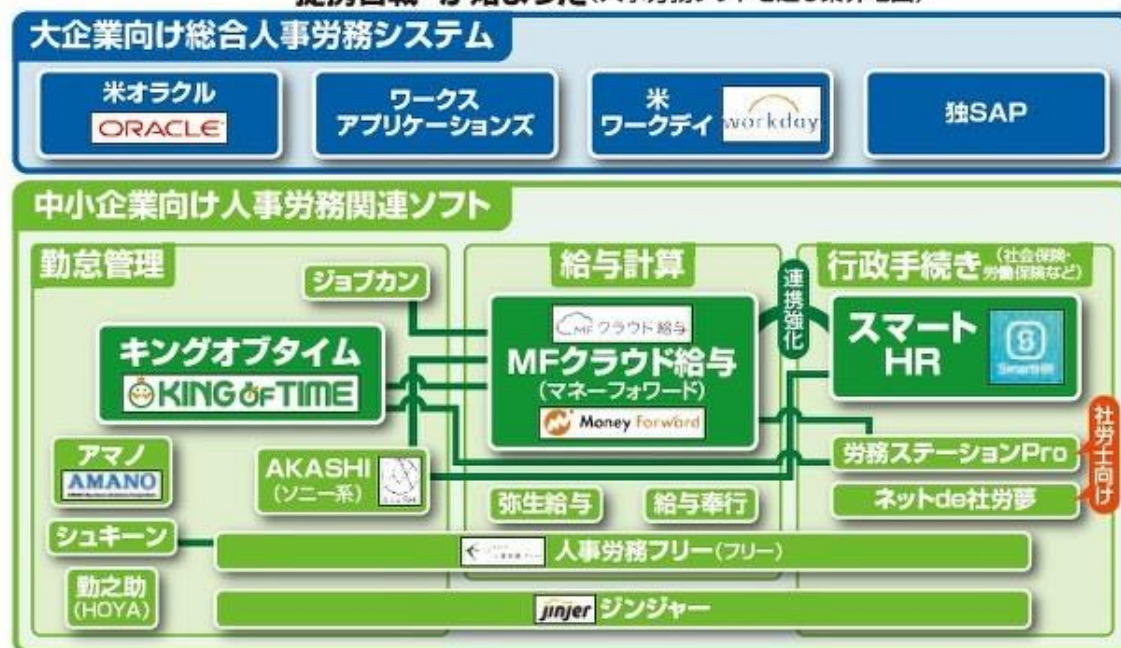 大企業向け総合人事労務システム
米オラクル
ORACLE
ワークス
アプリケーションズ
米
ワークデイ
workday
独SAP
中小企業向け人事労務関連ソフト
勤怠管理
給与計算
行政手続き(社会保険・
労働保険など)
ジョブカン
連携強化
キングオブタイム
KING OF TIME
MFクラウド給与
MFクラウド給与
(マネーフォワード)
Money Forward
スマート
HR
SmartHR
アマノ
AMANO
AKASHI
(ソニー系)
弥生給与
給与奉行
労務ステーションPro
ネットde社労夢
社労士向け
シュキーン
人事労務フリー(フリー)
勤之助
(HOYA)
jinjer ジンジャー